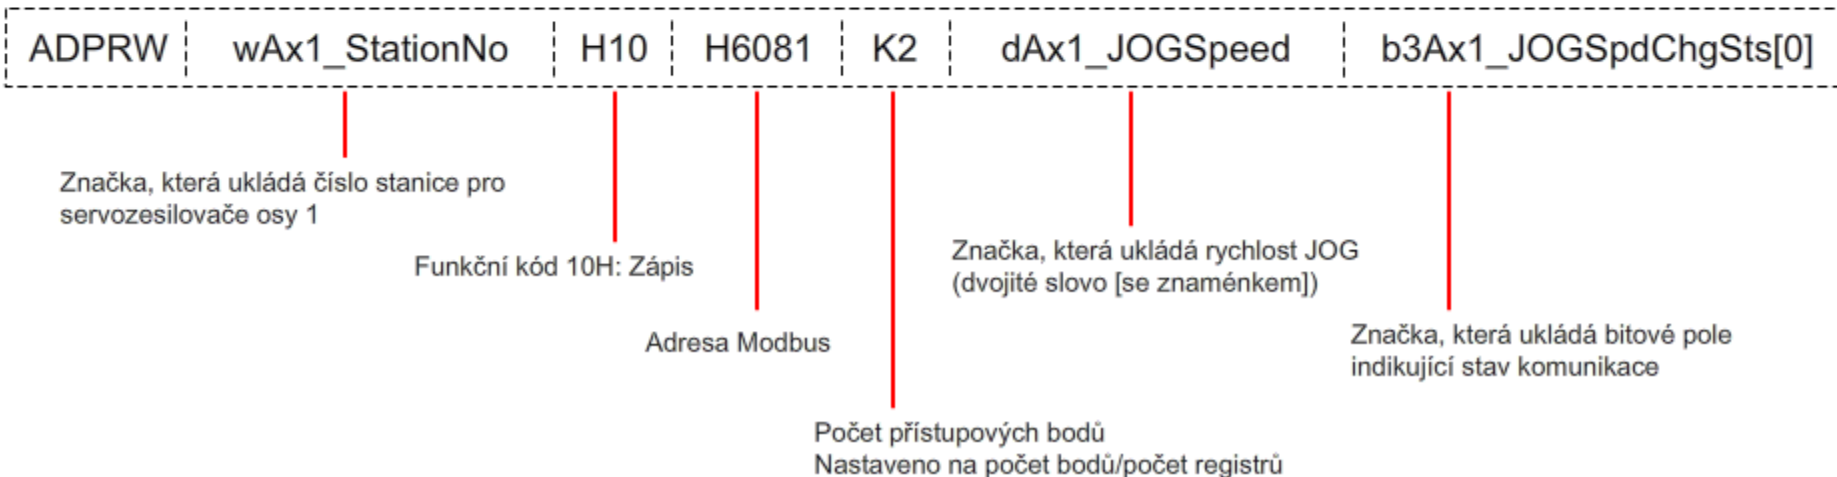 ADPRW wAx1_StationNo H10 H6081 K2 dAx1_JOGSpeed b3Ax1_JOGSpdChgSts[0]
Značka, která ukládá číslo stanice pro
servozesilovače osy 1
Funkční kód 10H: Zápis
Značka, která ukládá rychlost JOG
(dvojité slovo [se znaménkem])
Adresa Modbus
Značka, která ukládá bitové pole
indikující stav komunikace
Počet přístupových bodů
Nastaveno na počet bodů/počet registrů